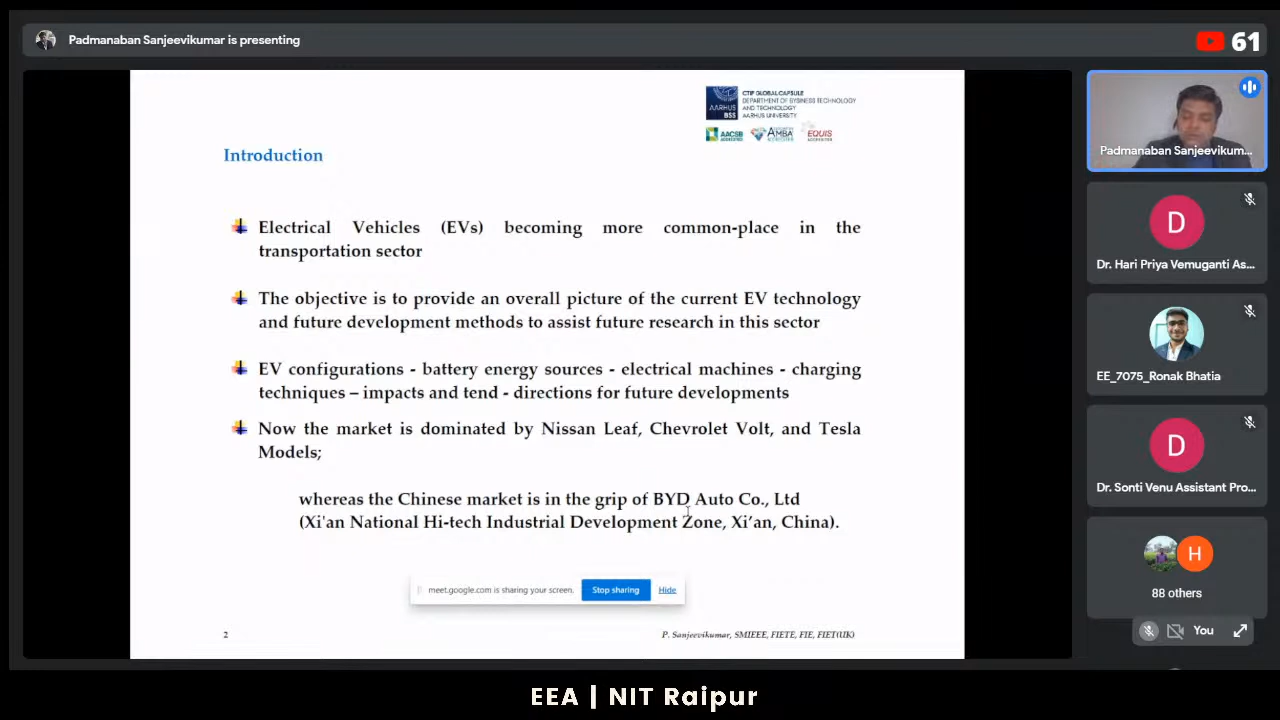 Padmanaban Sanjeevikumar is presenting
61
AARHUS
BSS
CTIF GLOBAL CAPSULE
DEPARTMENT OF BYSINESS TECHNOLOGY
AND TECHNOLOGY
AARHUS UNIVERSITY
AACSB
ACCREDITED
AMBA
ACCREDITED
EQUIS
ACCREDITED
Introduction
Electrical Vehicles (EVs) becoming more common-place in the
transportation sector
The objective is to provide an overall picture of the current EV technology
and future development methods to assist future research in this sector
EV configurations - battery energy sources - electrical machines - charging
techniques – impacts and tend - directions for future developments
Now the market is dominated by Nissan Leaf, Chevrolet Volt, and Tesla
Models;
whereas the Chinese market is in the grip of BYD Auto Co., Ltd
(Xi'an National Hi-tech Industrial Development Zone, Xi’an, China).
meet.google.com is sharing your screen.
Stop sharing
Hide
2
P. Sanjeevikumar, SMIEEE, FIETE, FIE, FIET(UK)
Padmanaban Sanjeevikum...
D
Dr. Hari Priya Vemuganti As...
EE_7075_Ronak Bhatia
D
Dr. Sonti Venu Assistant Pro...
H
88 others
You
EEA | NIT Raipur